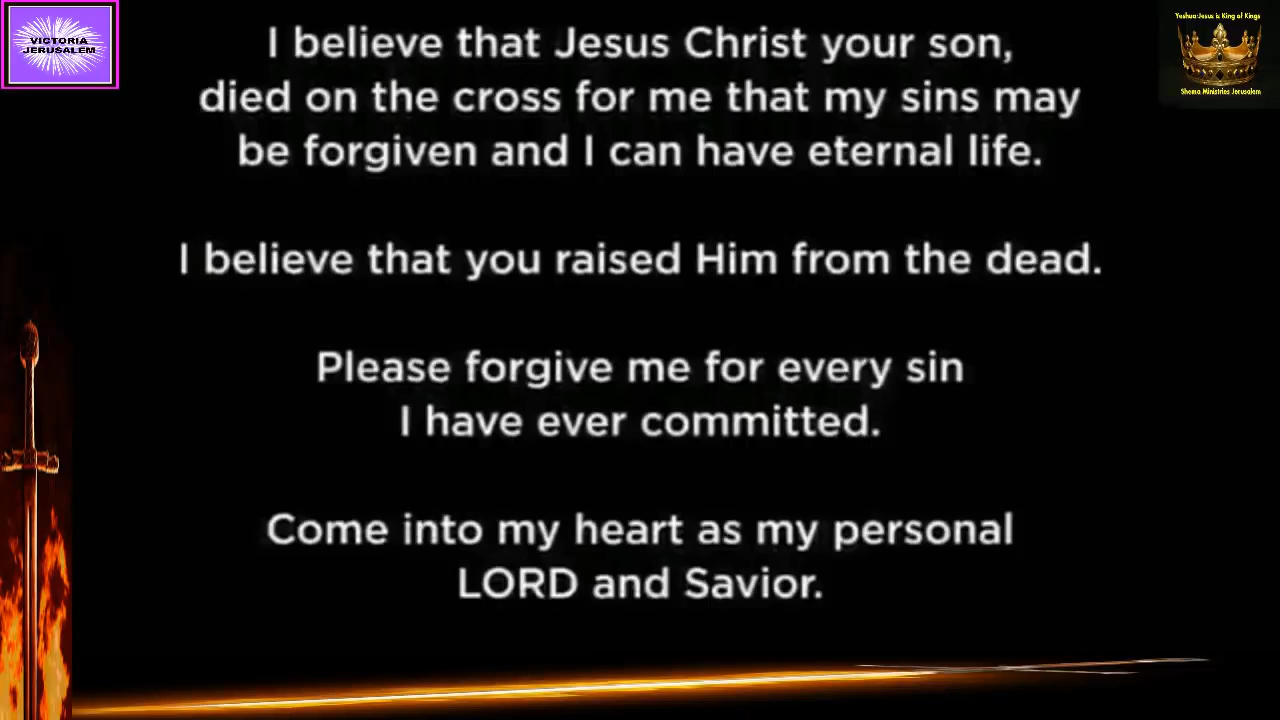 VICTORIA
JERUSALEM
Yeshua-Jesus is King of Kings
Shema Ministries Jerusalem
I believe that Jesus Christ your son,
died on the cross for me that my sins may
be forgiven and I can have eternal life.
I believe that you raised Him from the dead.
Please forgive me for every sin
I have ever committed.
Come into my heart as my personal
LORD and Savior.